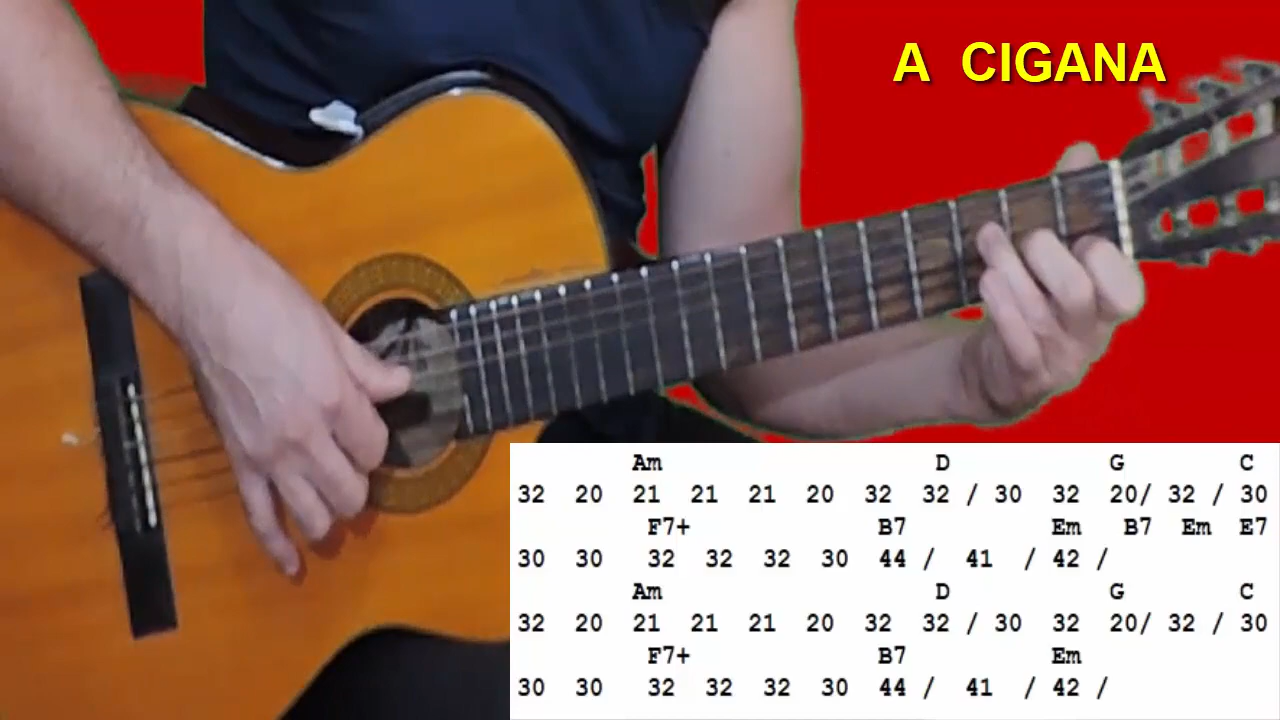 A CIGANA
Am D G C
32 20 21 21 21 20 32 32 / 30 32 20/ 32 / 30
F7+ B7 Em B7 Em E7
30 30 32 32 32 30 44 / 41 / 42 /
Am D G C
32 20 21 21 21 20 32 32 / 30 32 20/ 32 / 30
F7+ B7 Em
30 30 32 32 32 30 44 / 41 / 42 /